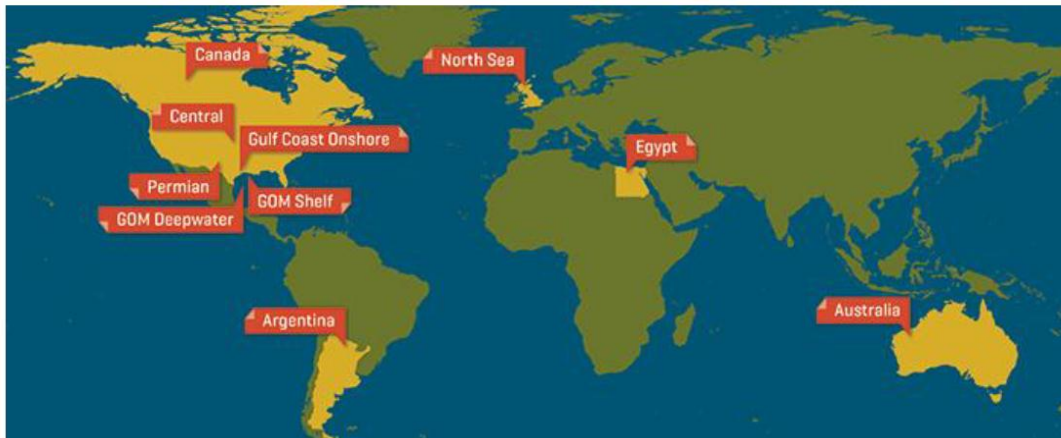 Canada
North Sea
Central
Gulf Coast Onshore
Egypt
Permian
GOM Shelf
GOM Deepwater
Argentina
Australia